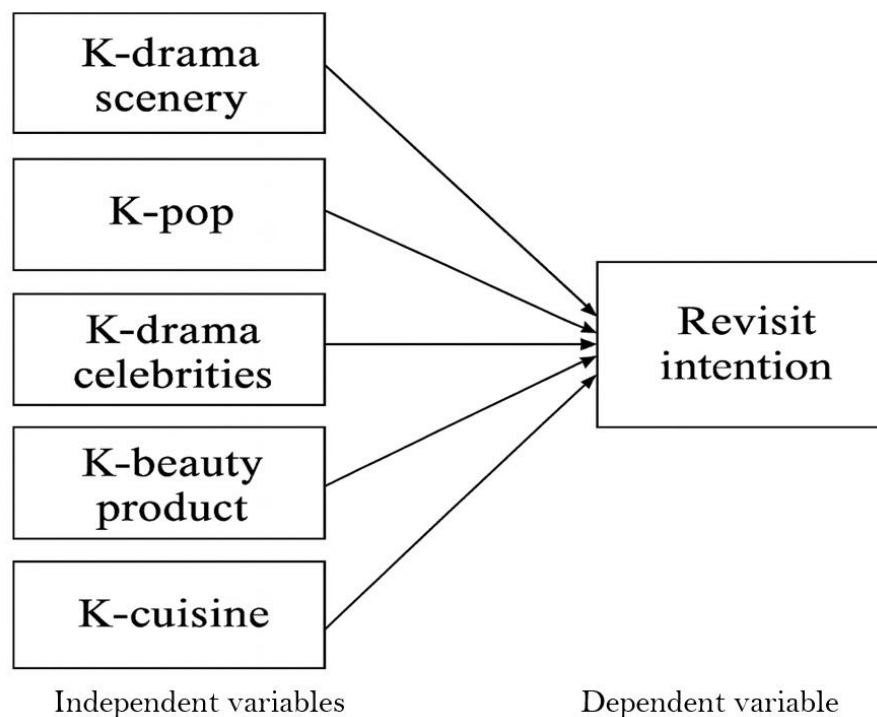 K-drama
scenery
K-pop
K-drama
celebrities
K-beauty
product
K-cuisine
Revisit
intention
Independent variables
Dependent variable